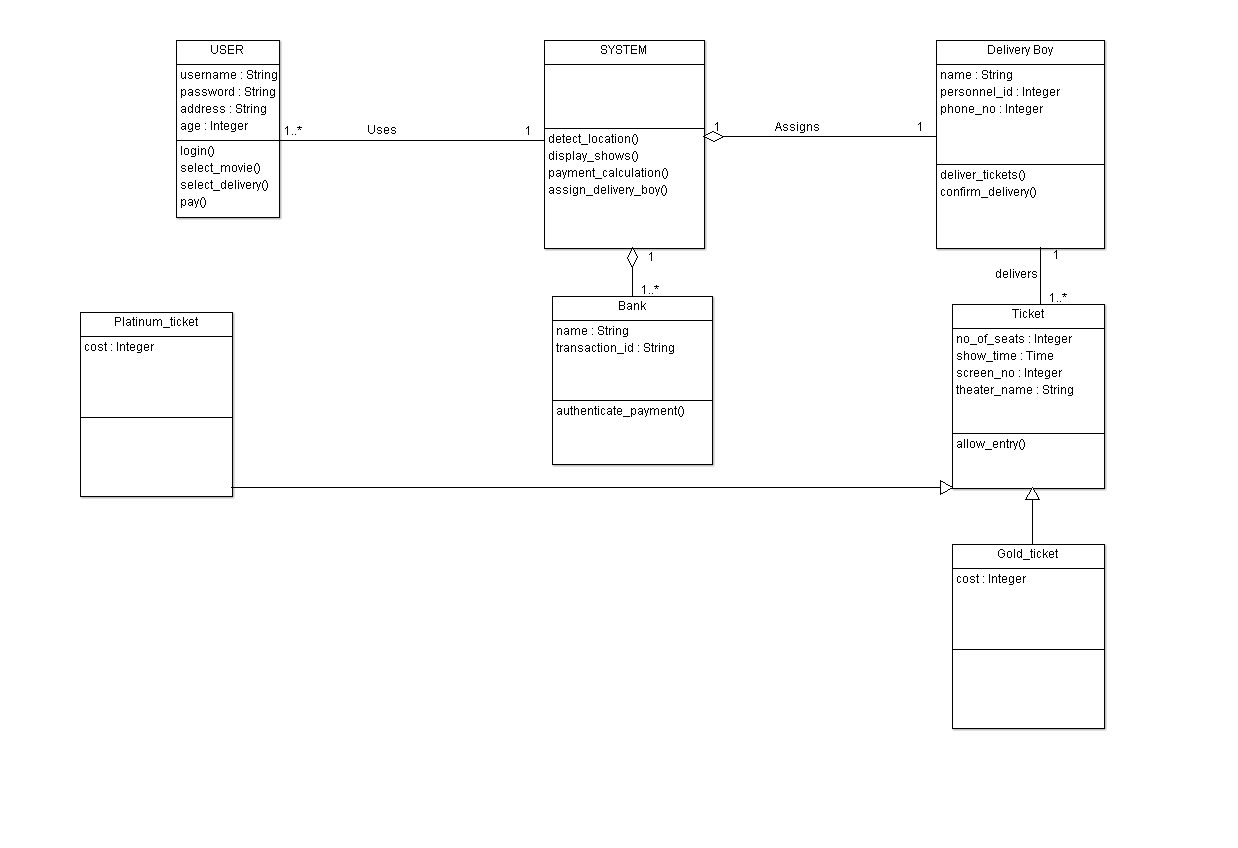 USER
username : String
password : String
address : String
age : Integer
login()
select_movie()
select_delivery()
pay()
1..*
Uses
1
SYSTEM
detect_location()
display_shows()
payment_calculation()
assign_delivery_boy()
1
Assigns
1
Delivery Boy
name : String
personnel_id : Integer
phone_no : Integer
deliver_tickets()
confirm_delivery()
1
delivers
1..*
1
1..*
Bank
name : String
transaction_id : String
authenticate_payment()
Platinum_ticket
cost : Integer
Ticket
no_of_seats : Integer
show_time : Time
screen_no : Integer
theater_name : String
allow_entry()
Gold_ticket
cost : Integer